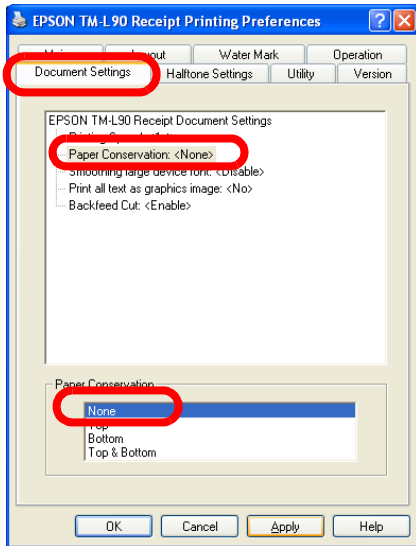 EPSON TM-L90 Receipt Printing Preferences
Water Mark Operation
Document Settings Halftone Settings Utility Version
EPSON TM-L90 Receipt Document Settings
Paper Conservation: <None>
Smoothing large device font: <Disable>
Print all text as graphics image: <No>
Backfeed Cut: <Enable>
Paper Conservation
None
Top
Bottom
Top & Bottom
OK Cancel Apply Help